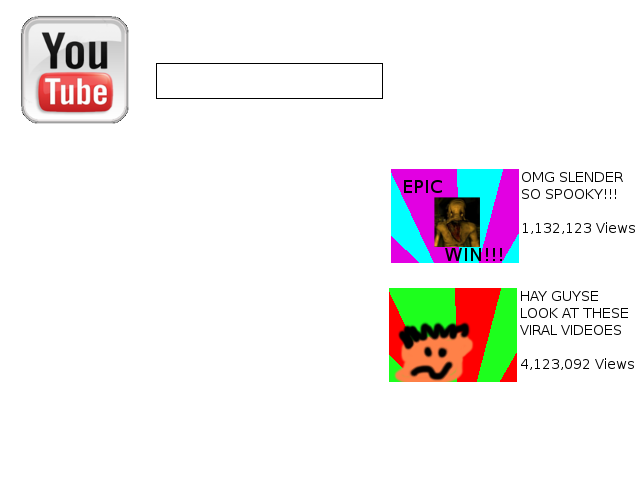 You
Tube
EPIC
WIN!!!
OMG SLENDER
SO SPOOKY!!!
1,132,123 Views
HAY GUYSE
LOOK AT THESE
VIRAL VIDEOES
4,123,092 Views